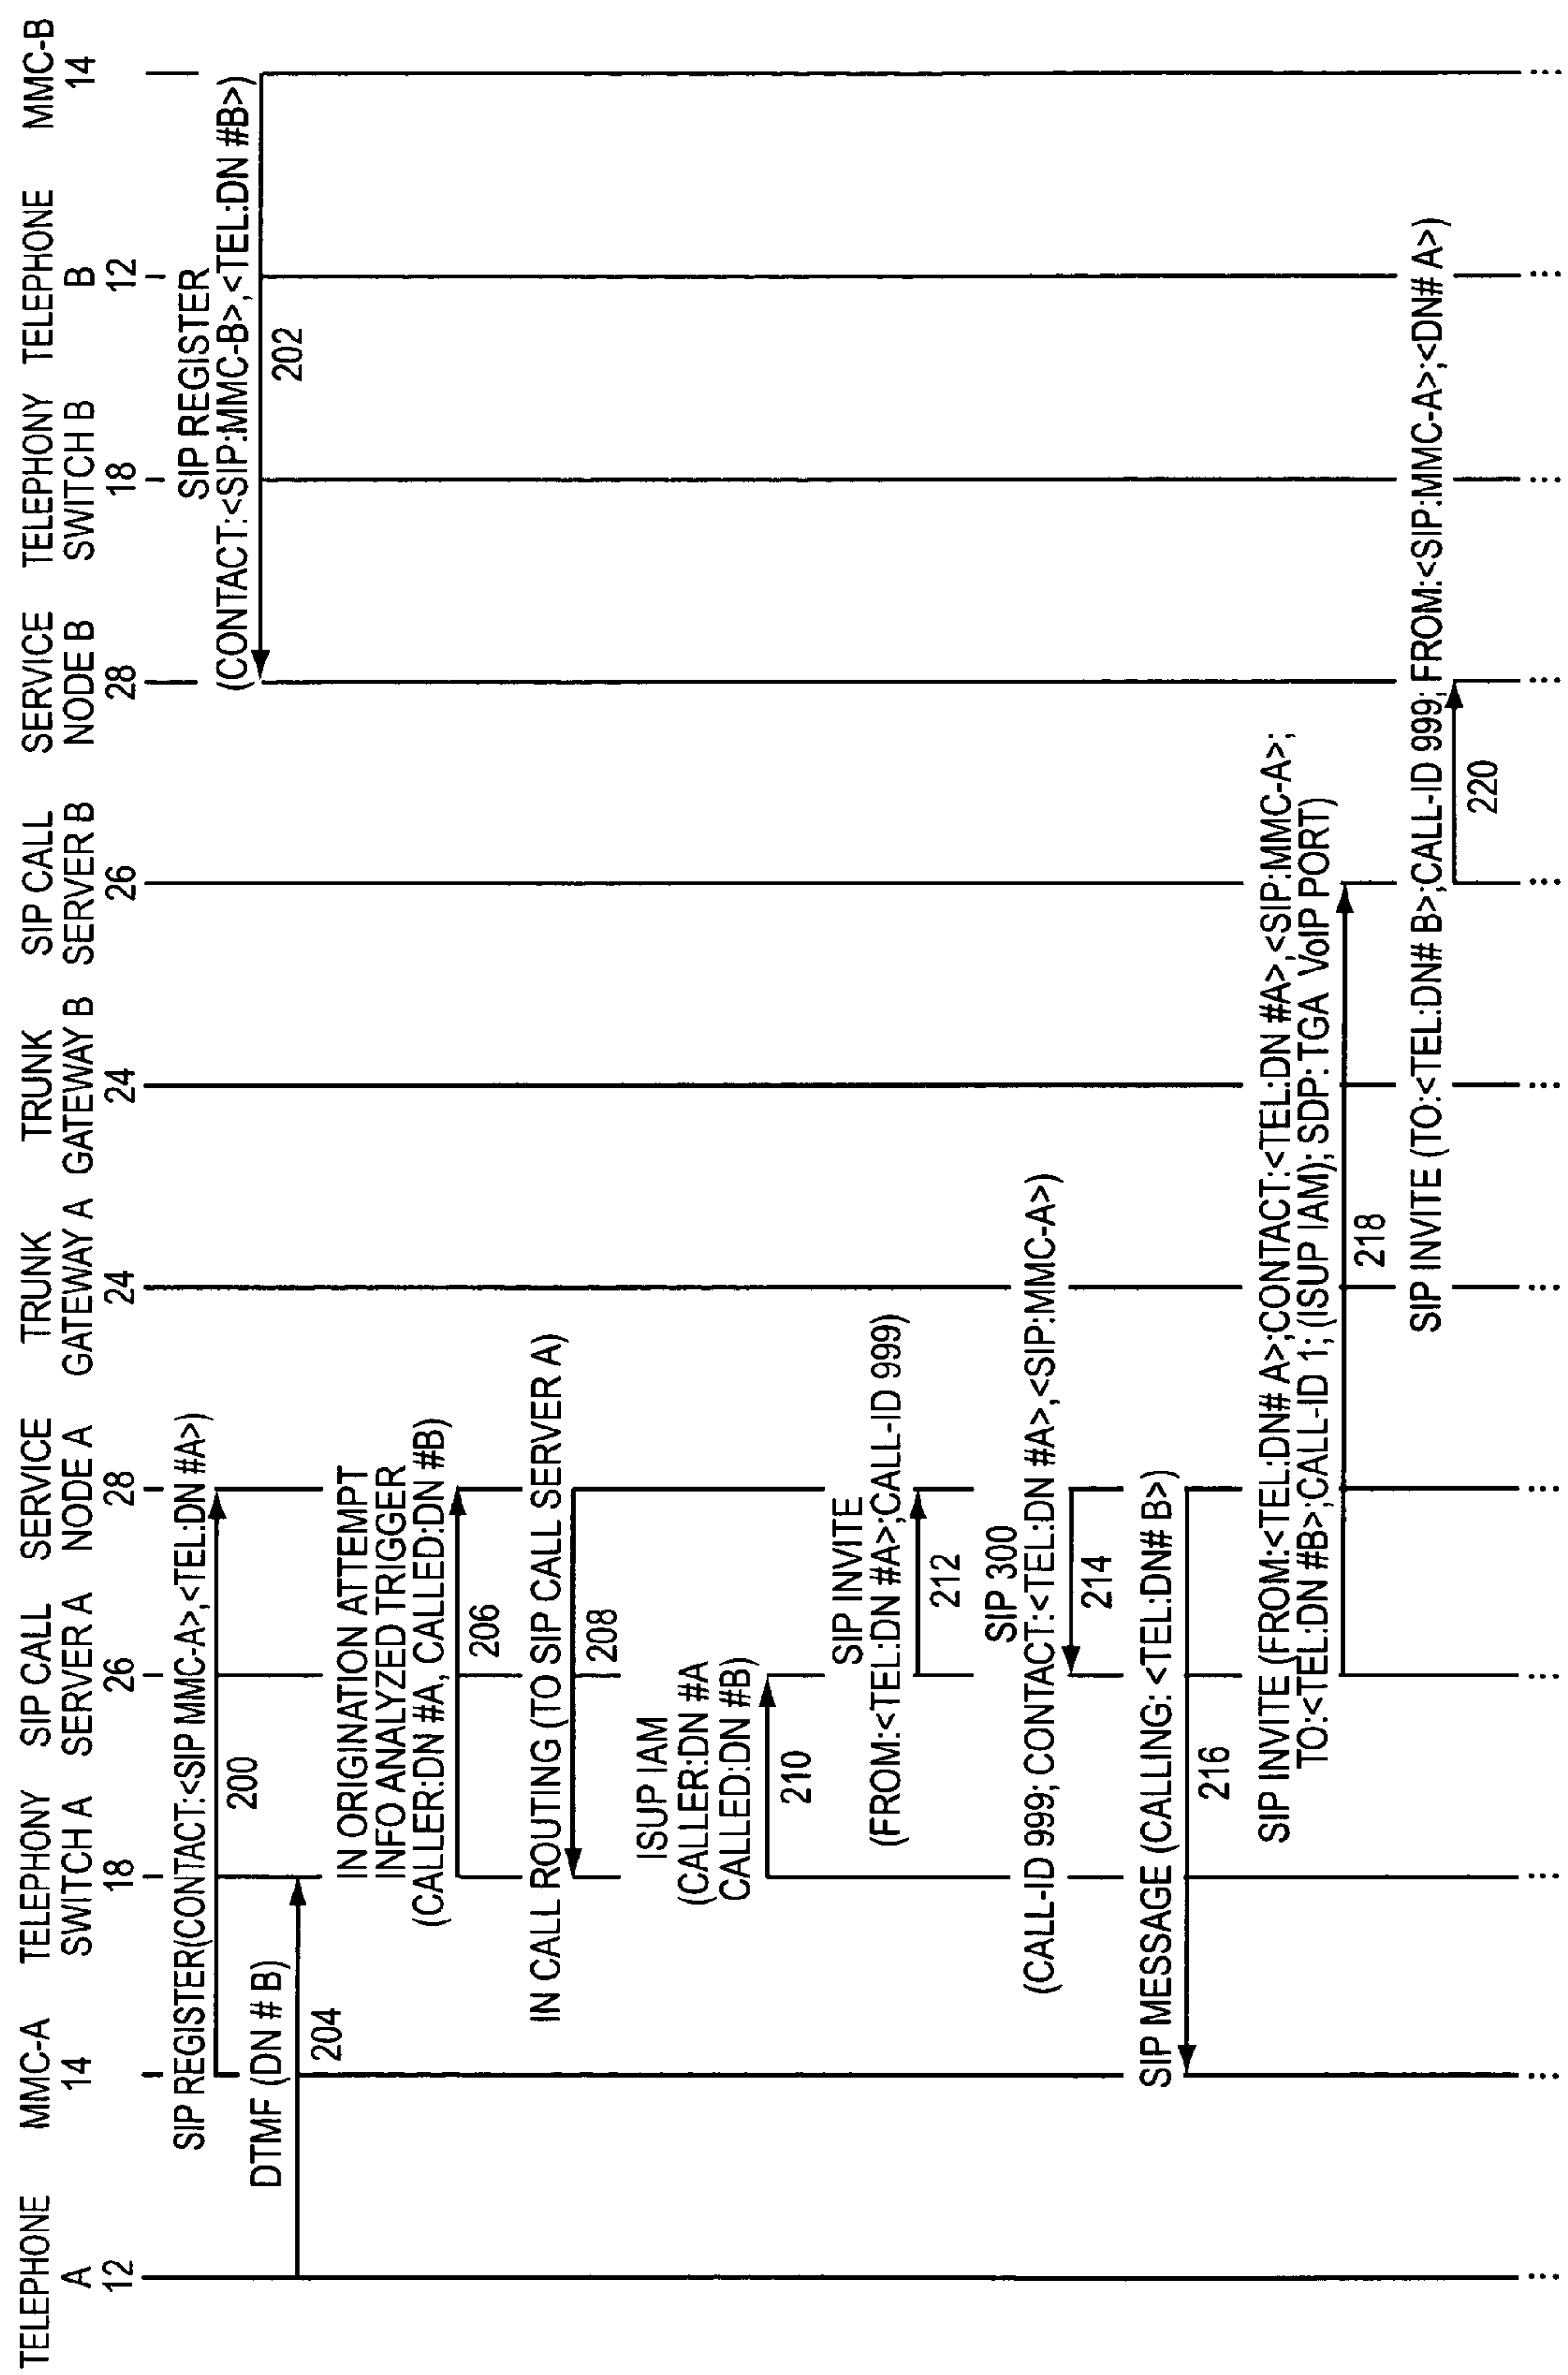 TELEPHONE
A
12
MMC-A
14
TELEPHONY
SWITCH A
18
SIP CALL
SERVER A
26
SERVICE
NODE A
28
TRUNK
GATEWAY A
24
TRUNK
GATEWAY B
24
SIP CALL
SERVER B
26
SERVICE
NODE B
28
TELEPHONY
SWITCH B
18
TELEPHONE
B
12
MMC-B
14
SIP REGISTER(CONTACT:<SIP MMC-A>,<TEL:DN #A>)
200
SIP REGISTER
(CONTACT:<SIP:MMC-B>,<TEL:DN #B>)
202
DTMF (DN # B)
204
IN ORIGINATION ATTEMPT
INFO ANALYZED TRIGGER
(CALLER:DN #A, CALLED:DN #B)
206
IN CALL ROUTING (TO SIP CALL SERVER A)
208
ISUP IAM
(CALLER:DN #A
CALLED:DN #B)
210
SIP INVITE
(FROM:<TEL:DN #A>;CALL-ID 999)
212
SIP 300
(CALL-ID 999; CONTACT:<TEL:DN #A>,<SIP:MMC-A>)
214
SIP MESSAGE (CALLING: <TEL:DN# B>)
216
SIP INVITE (FROM:<TEL:DN# A>;CONTACT:<TEL:DN #A>,<SIP:MMC-A>;
TO:<TEL:DN #B>;CALL-ID 1; (ISUP IAM); SDP: TGA VoIP PORT)
218
SIP INVITE (TO:<TEL:DN# B>;CALL-ID 999; FROM:<SIP:MMC-A>;<DN# A>)
220